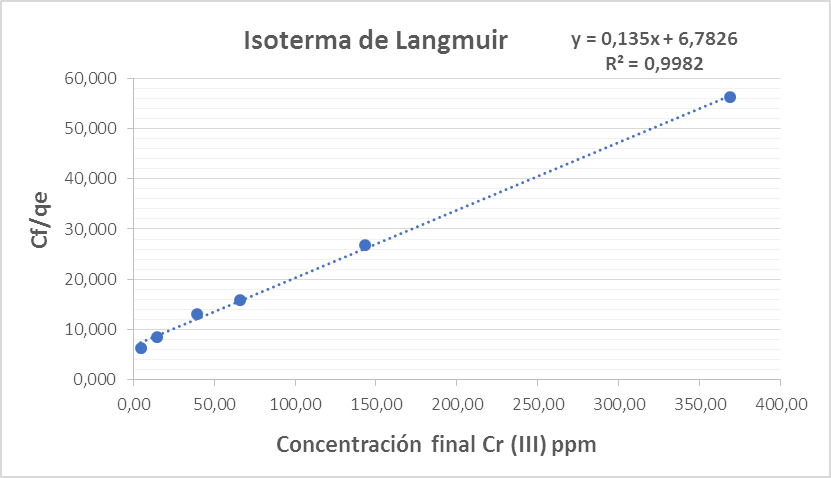 Isoterma de Langmuir
y = 0,135x + 6,7826
R² = 0,9982
60,000
50,000
40,000
30,000
20,000
10,000
0,000
Cf/qe
0,00 50,00 100,00 150,00 200,00 250,00 300,00 350,00 400,00
Concentración final Cr (III) ppm